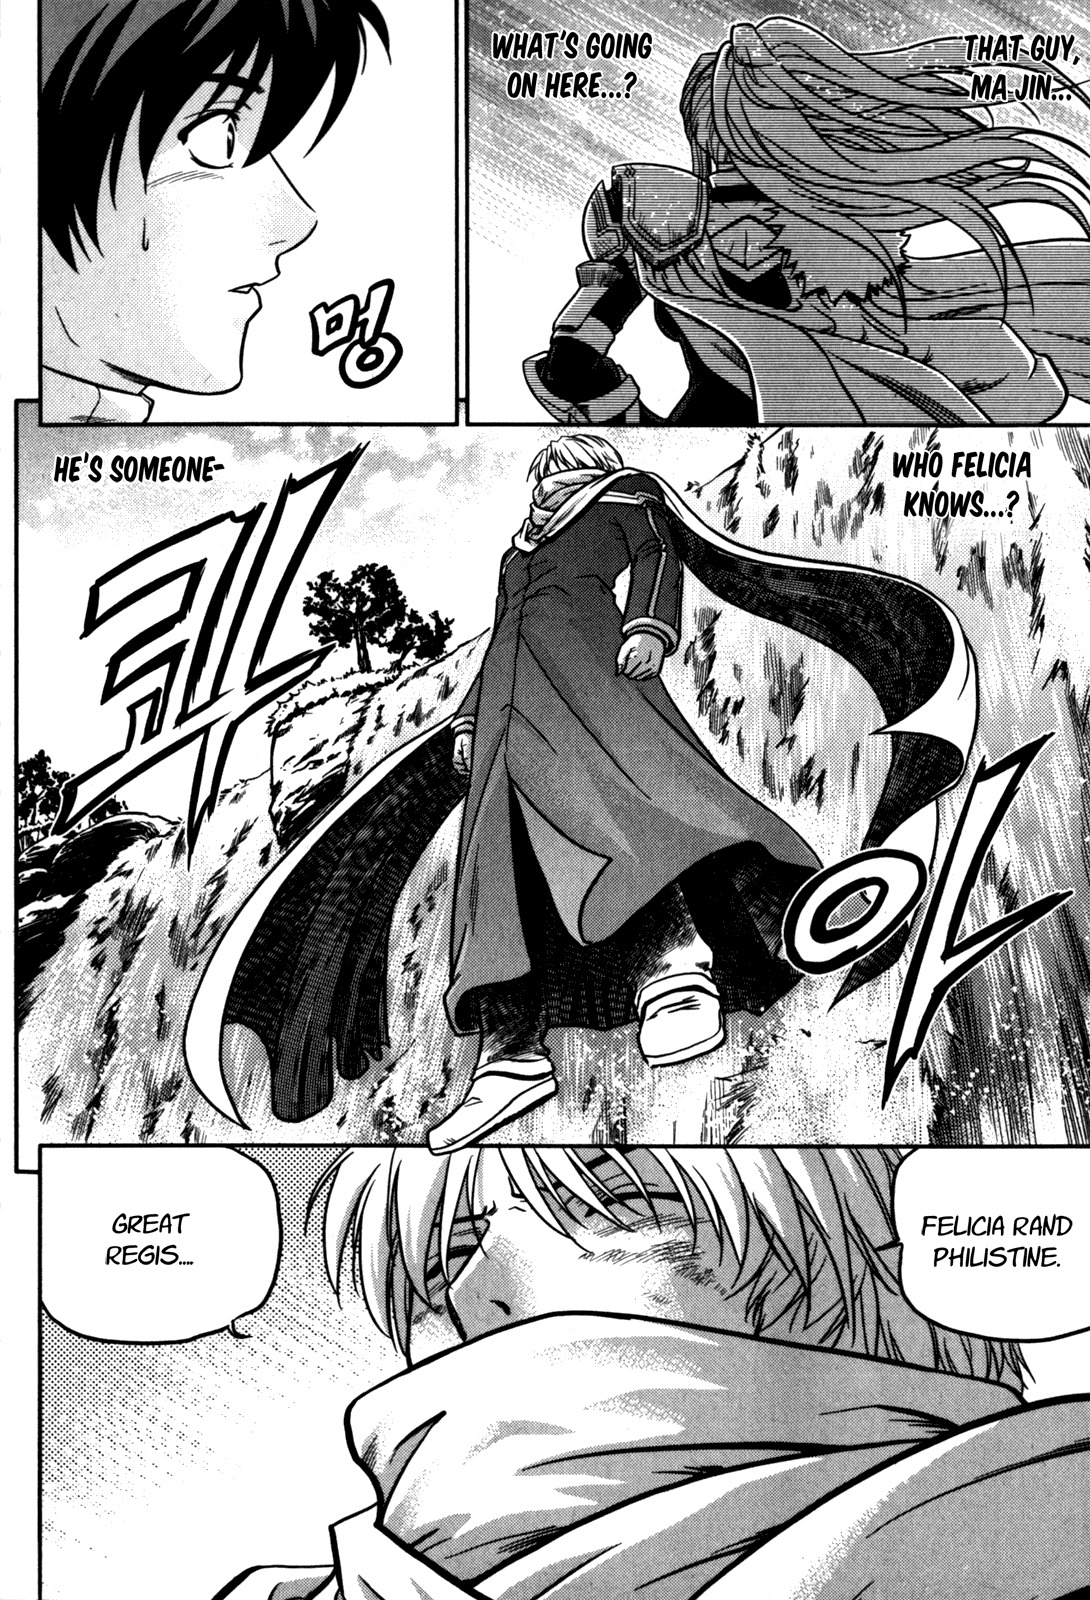 WHAT'S GOING
ON HERE...?
THAT GUY,
MA JIN...
멍
HE'S SOMEONE-
WHO FELICIA
KNOWS...?
콰
아
GREAT
REGIS....
FELICIA RAND
PHILISTINE.